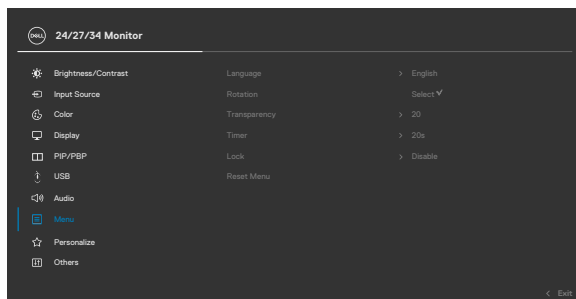 DELL 24/27/34 Monitor
Brightness/Contrast Language > English
Input Source Rotation Select ✓
Color Transparency > 20
Display Timer > 20s
PIP/PBP Lock > Disable
USB Reset Menu
Audio
Menu
Personalize
Others
< Exit